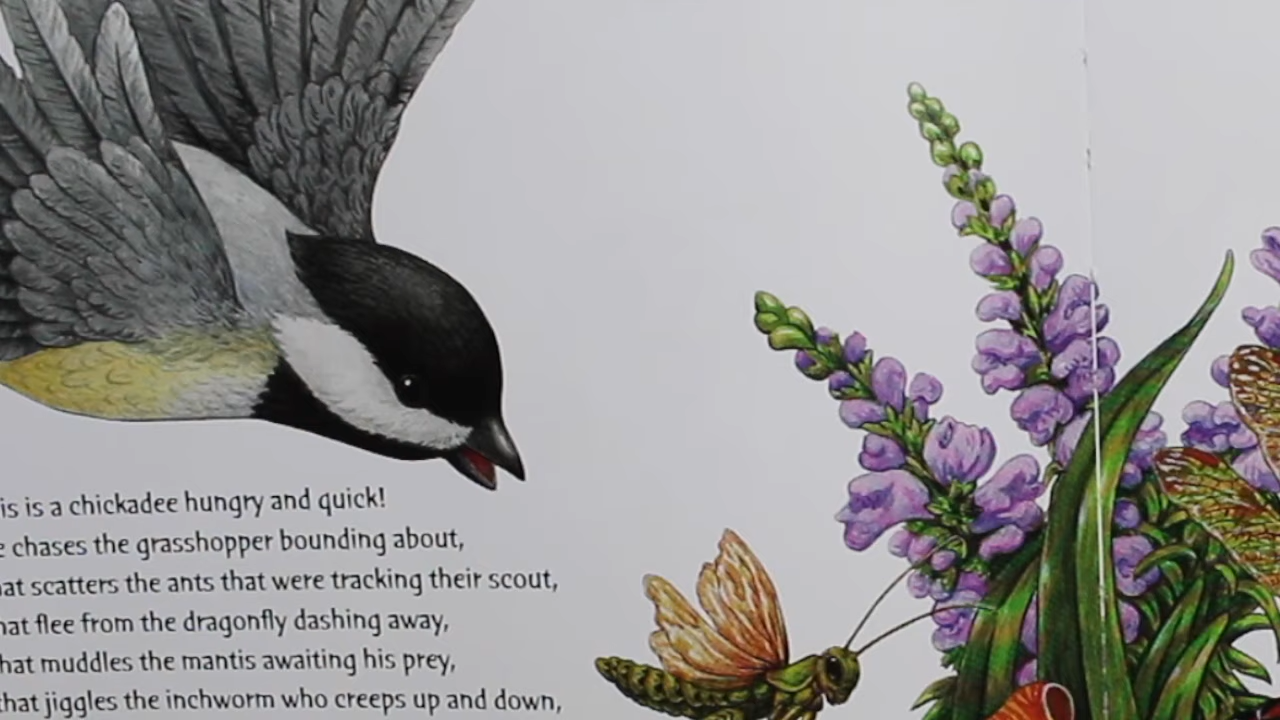 is is a chickadee hungry and quick!
e chases the grasshopper bounding about,
at scatters the ants that were tracking their scout,
hat flee from the dragonfly dashing away,
hat muddles the mantis awaiting his prey,
that jiggles the inchworm who creeps up and down,